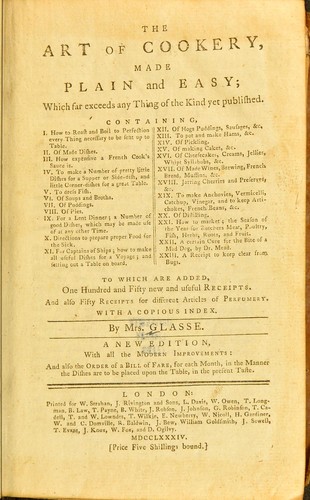 THE
ART OF COOKERY,
MADE
PLAIN AND EASY;
Which far exceeds any Thing of the Kind yet published.
CONTAINING,
I. How to Roast and Boil to Perfection
every Thing necessary to be sent up to
Table.
II. Of Made Dishes.
III. How expensive a French Cook's
Sauce is.
IV. To make a Number of pretty little
Dishes for a Supper or Side-dish, and
little Corner-dishes for a great Table.
V. To dress Fish.
VI. Of Soops and Broths.
VII. Of Puddings.
VIII. Of Pies.
IX. For a Lent Dinner; a Number of
good Dishes, which may be made use
of at any other Time.
X. Directions to prepare proper Food for
the Sick.
XI. For Captains of Ships; how to make
all useful Dishes for a Voyage; and
setting out a Table on board.
XII. Of Hogs Puddings, Sausages, &c.
XIII. To pot and make Hams, &c.
XIV. Of Pickling.
XV. Of making Cakes, &c.
XVI. Of Cheesecakes, Creams, Jellies,
Whipt Syllabubs, &c.
XVII. Of Made Wines, Brewing, French
Bread, Muffins, &c.
XVIII. Jarring Cherries and Preserves,
&c.
XIX. To make Anchovies, Vermicelli,
Catchup, Vinegar, and to keep Arti-
chokes, French Beans, &c.
XX. Of Distilling.
XXI. How to market; the Season of
the Year for Butchers Meat, Poultry,
Fish, Herbs, Roots, and Fruit.
XXII. A certain Cure for the Bite of a
Mad Dog, by Dr. Mead.
XXIII. A Receipt to keep clear from
Bugs.
TO WHICH ARE ADDED,
One Hundred and Fifty new and useful RECEIPTS.
And also Fifty RECEIPTS for different Articles of PERFUMERY.
WITH A COPIOUS INDEX.
By Mrs. GLASSE.
A NEW EDITION,
With all the MODERN IMPROVEMENTS:
And also the ORDER of a BILL of FARE, for each Month, in the Manner
the Dishes are to be placed upon the Table, in the present Taste.
LONDON:
Printed for W. Strahan, J. Rivington and Sons, L. Davis, W. Owen, T. Long-
man, B. Law, T. Payne, B. White, J. Robson, J. Johnson, G. Robinson, T. Ca-
dell, T. and W. Lowndes, T. Wilkie, E. Newbery, W. Nicoll, H. Gardner,
W. and C. Domville, R. Baldwin, J. Bew, William Goldsmith, J. Sewell,
T. Evans, J. Knox, W. Fox, and D. Ogilvy.
MDCCLXXXIV.
[Price Five Shillings bound.]